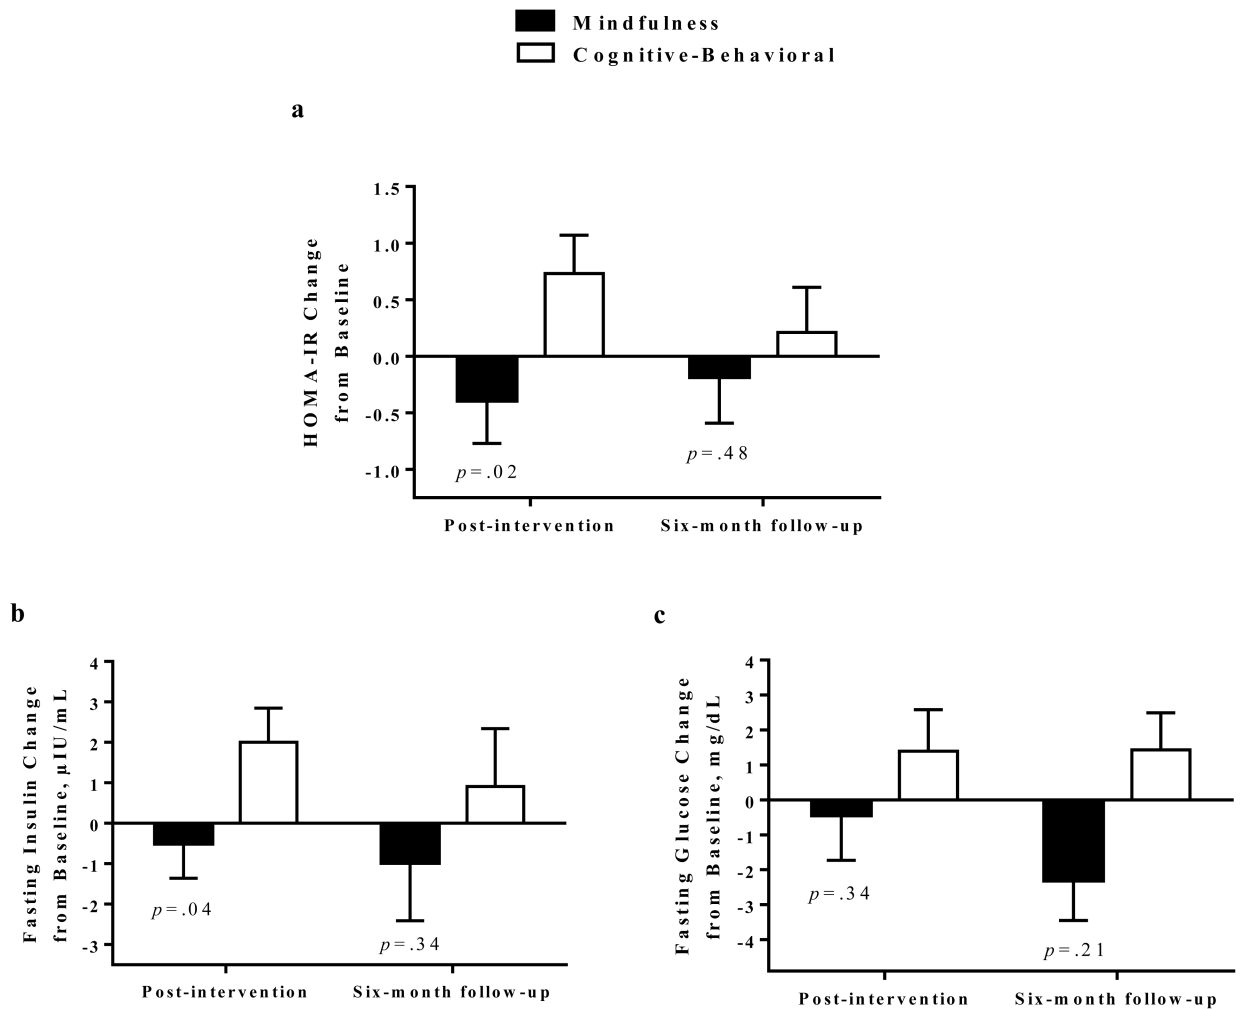 Mindfulness
Cognitive-Behavioral
a
HOMA-IR Change
from Baseline
1.5
1.0
0.5
0.0
-0.5
-1.0
p=.02
p=.48
Post-intervention
Six-month follow-up
b
Fasting Insulin Change
from Baseline, µIU/mL
4
3
2
1
0
-1
-2
-3
p=.04
p=.34
Post-intervention
Six-month follow-up
c
Fasting Glucose Change
from Baseline, mg/dL
4
3
2
1
0
-1
-2
-3
-4
p=.34
p=.21
Post-intervention
Six-month follow-up